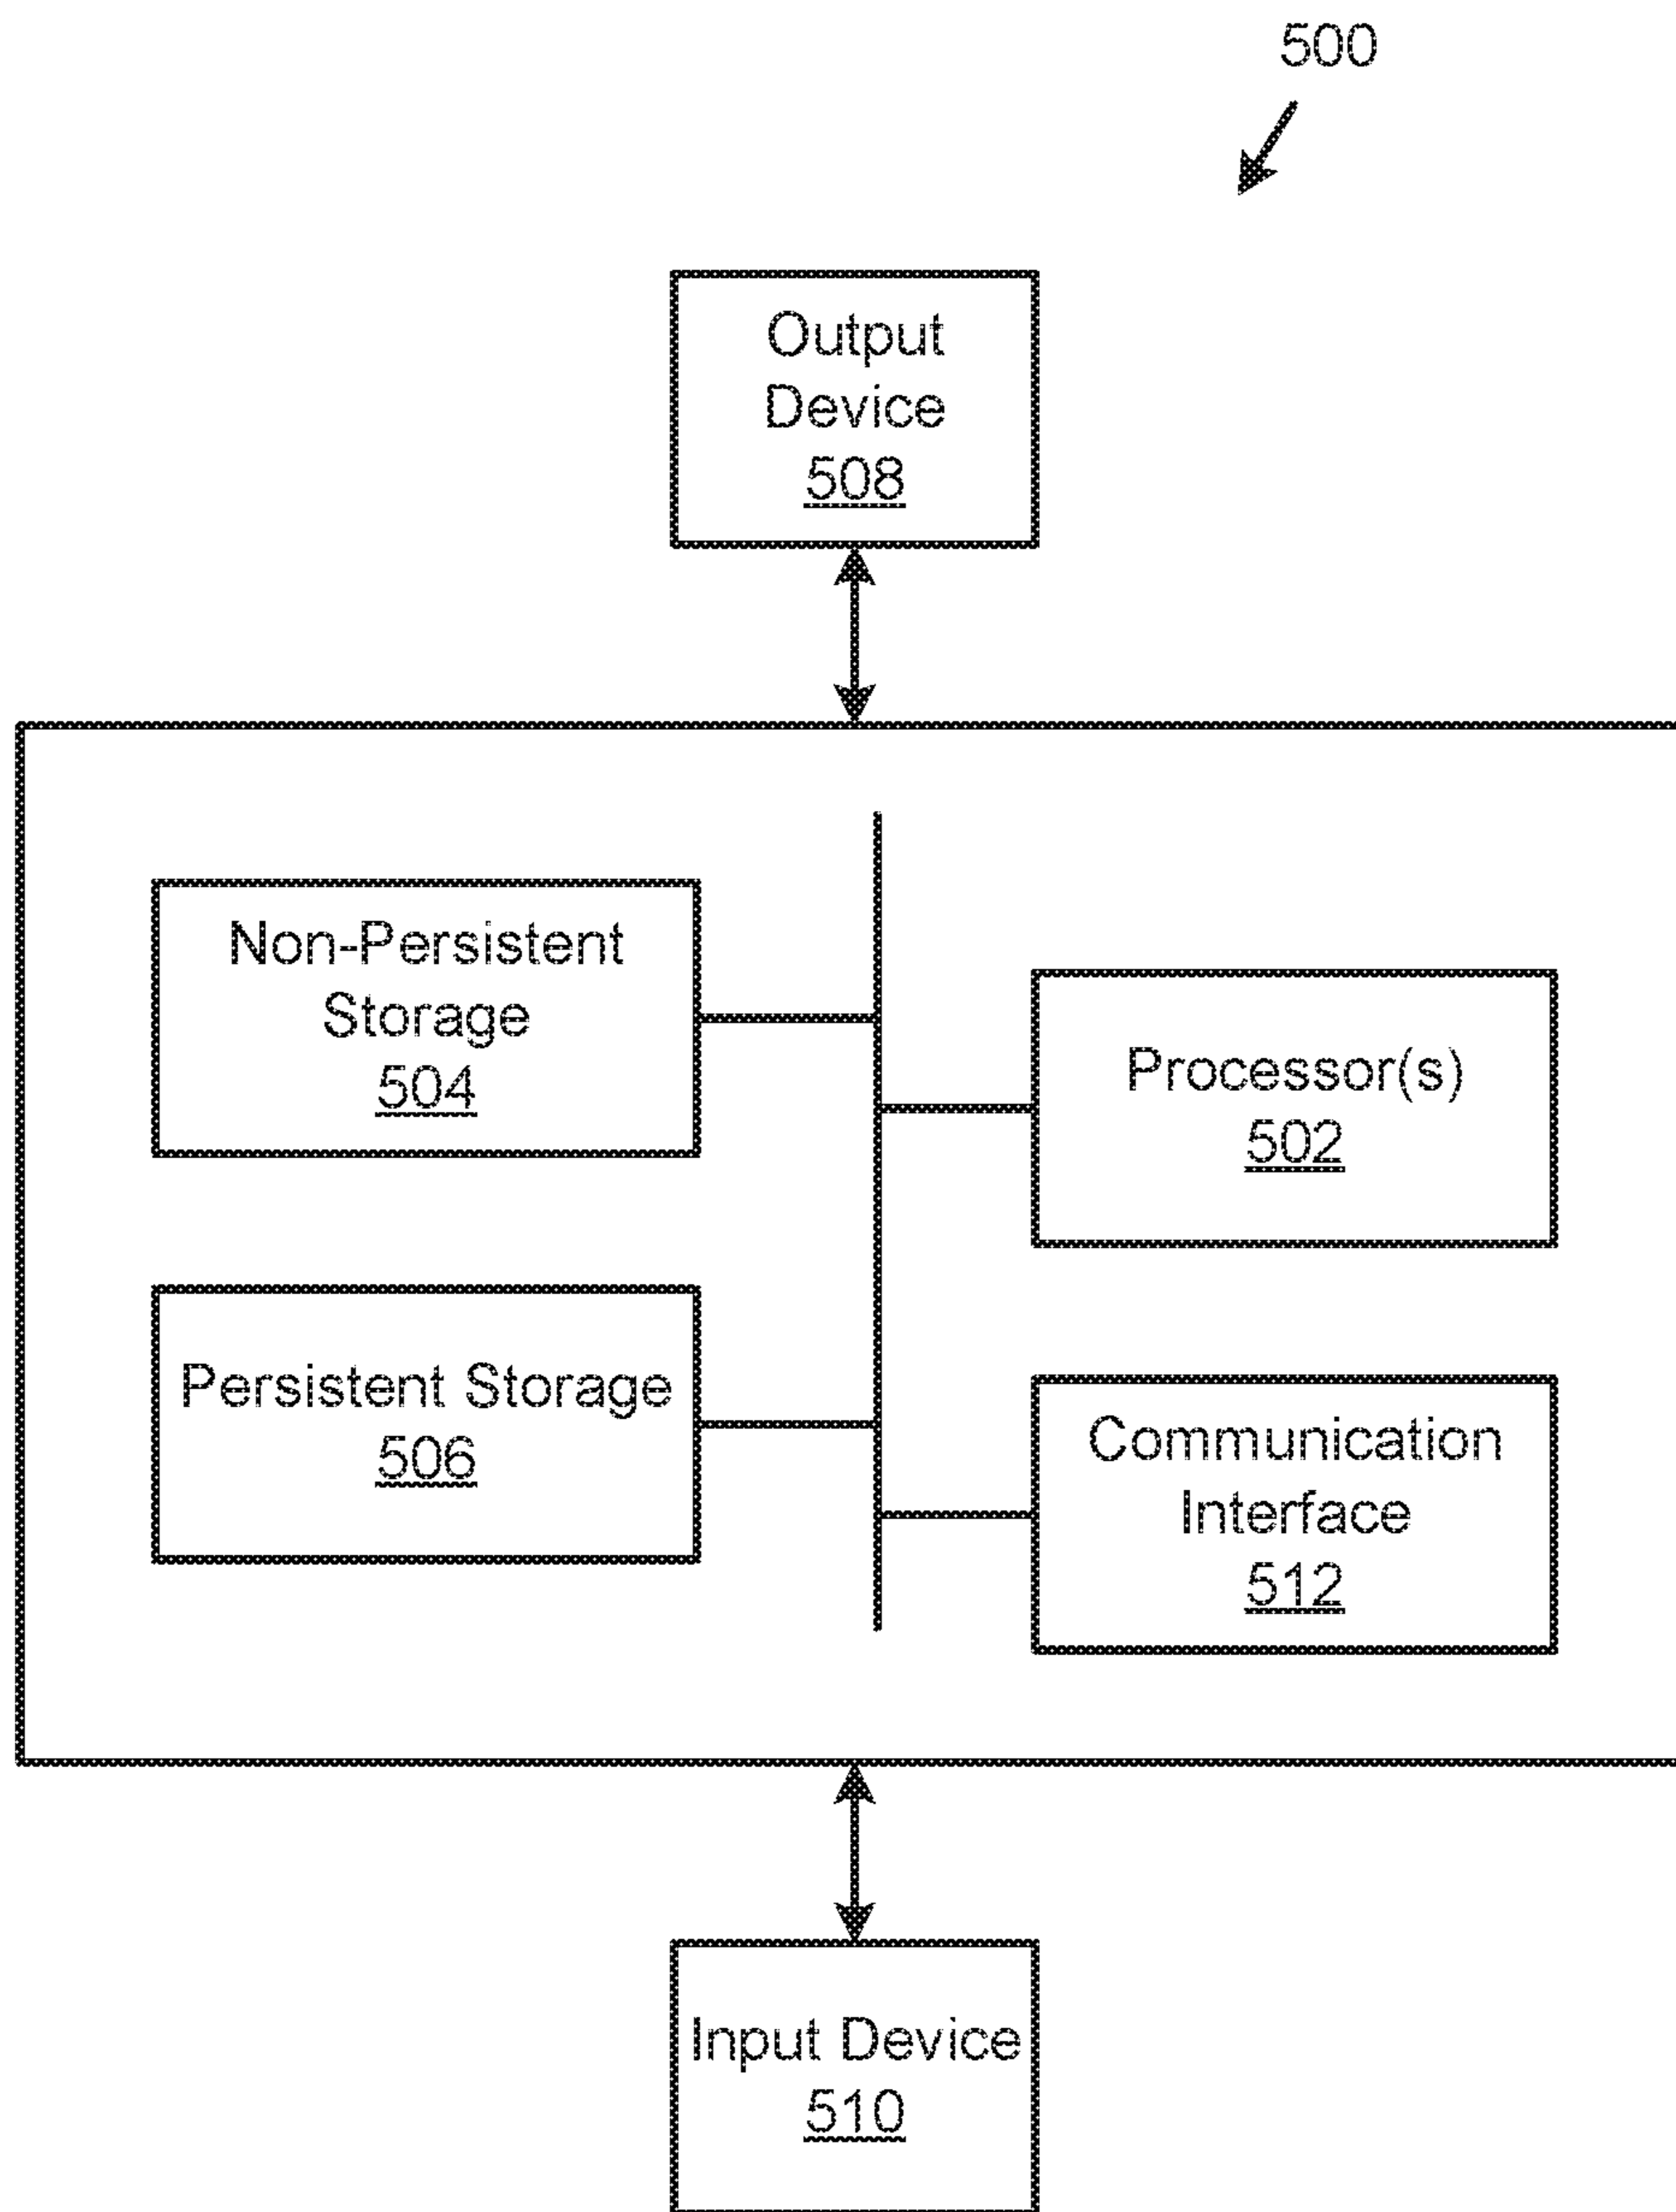 500
Output
Device
508
Non-Persistent
Storage
504
Processor(s)
502
Persistent Storage
506
Communication
Interface
512
Input Device
510